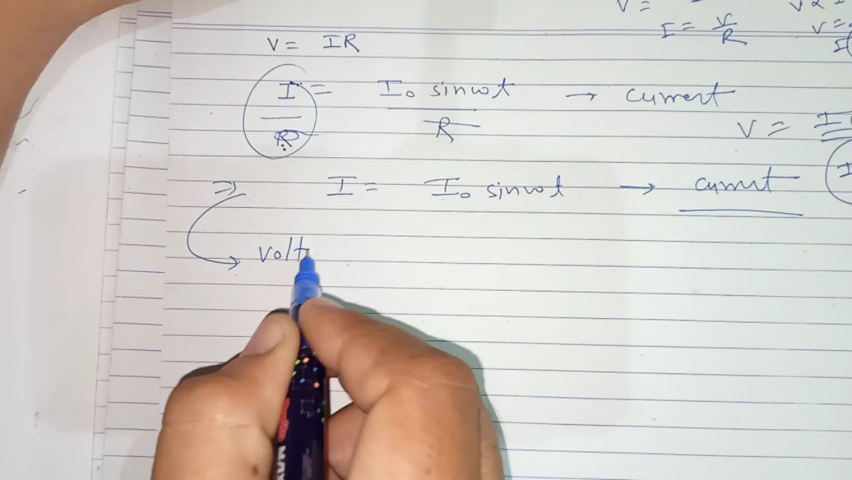 V = V α I
I = V/R V =
V = IR
I/R = I₀ sinωt/R → current
V =
⇒ I = I₀ sinωt → current
→ volt